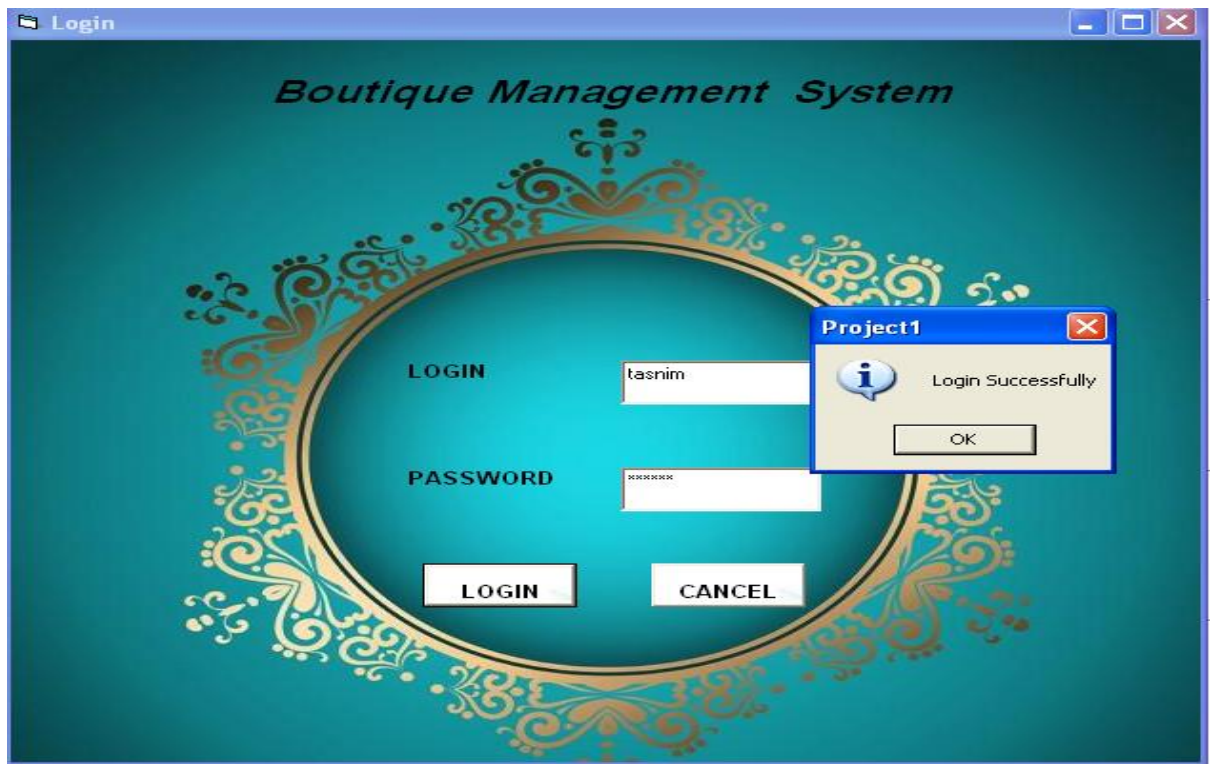 Login
Boutique Management System
Project1
Login Successfully
OK
LOGIN
tasnim
PASSWORD
******
LOGIN
CANCEL